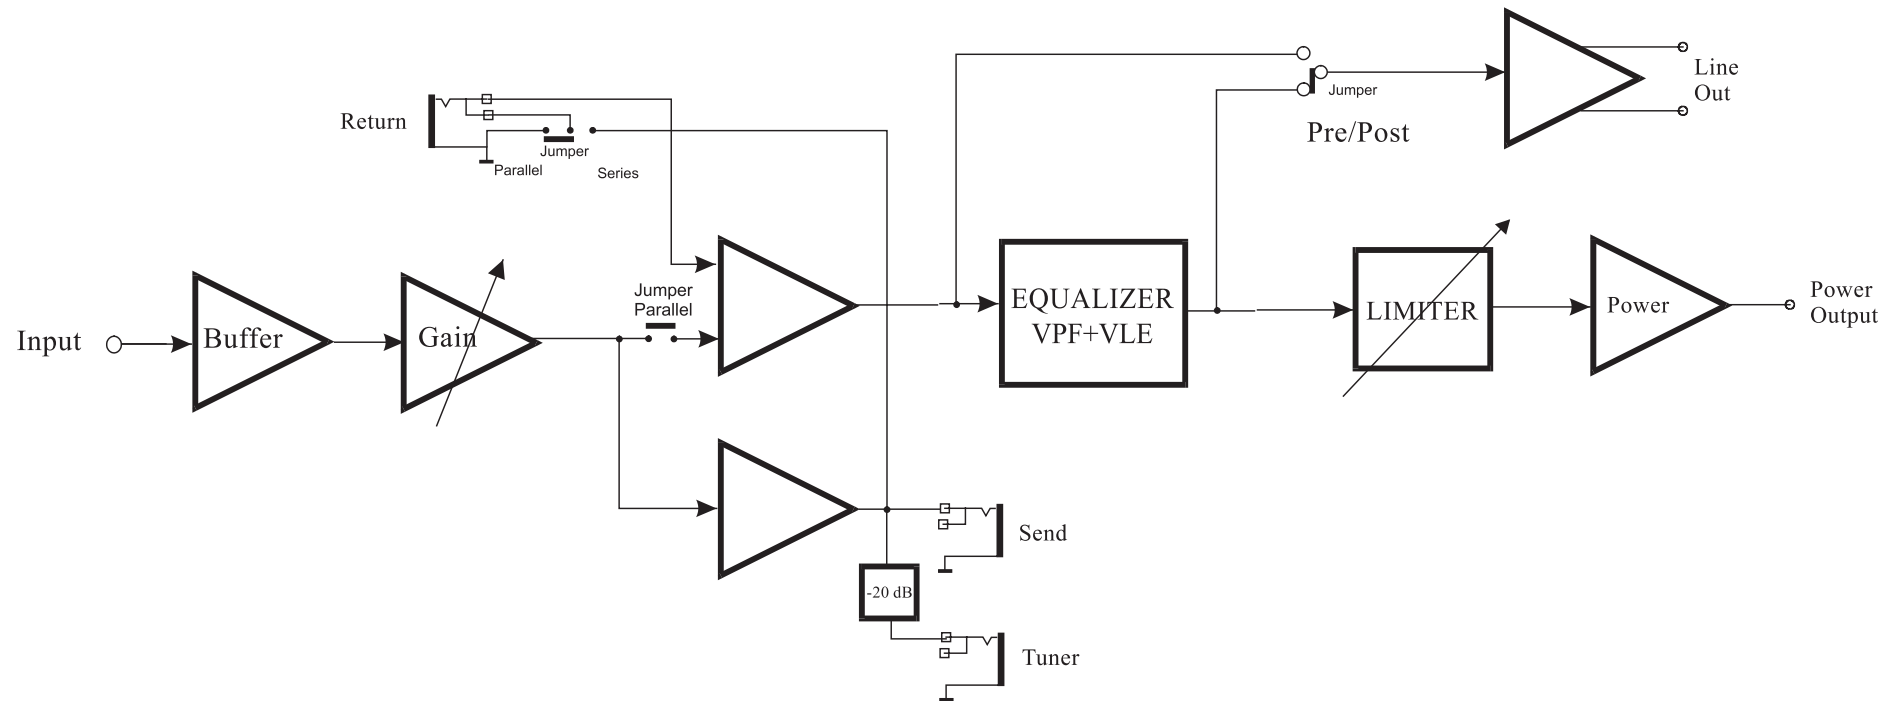 Return
Jumper
Parallel
Series
Jumper
Pre/Post
Line
Out
Input
Buffer
Gain
Jumper
Parallel
EQUALIZER
VPF+VLE
LIMITER
Power
Power
Output
Send
-20 dB
Tuner